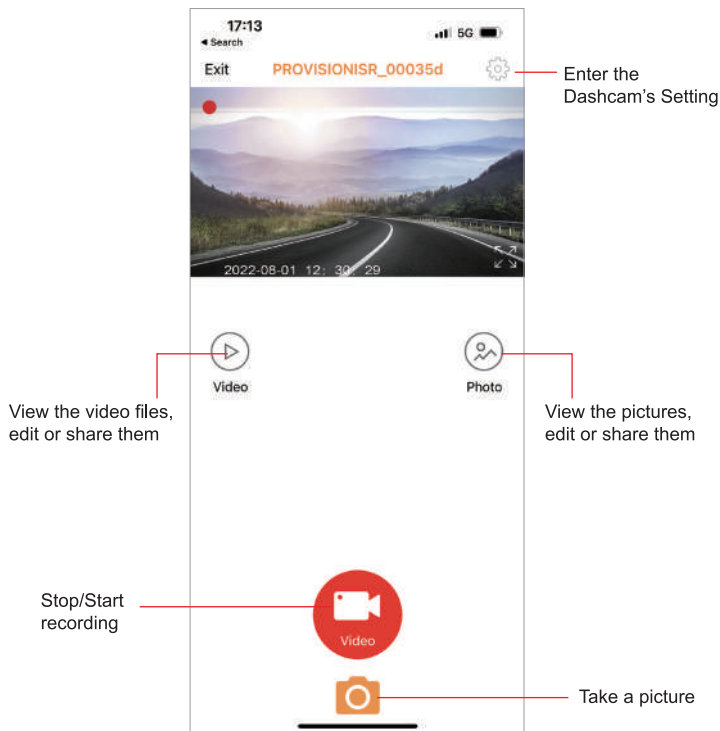 17:13
◀ Search
5G
Exit
PROVISIONISR_00035d
Enter the
Dashcam's Setting
2022-08-01 12: 30: 29
Video
Photo
View the video files,
edit or share them
View the pictures,
edit or share them
Stop/Start
recording
Video
Take a picture